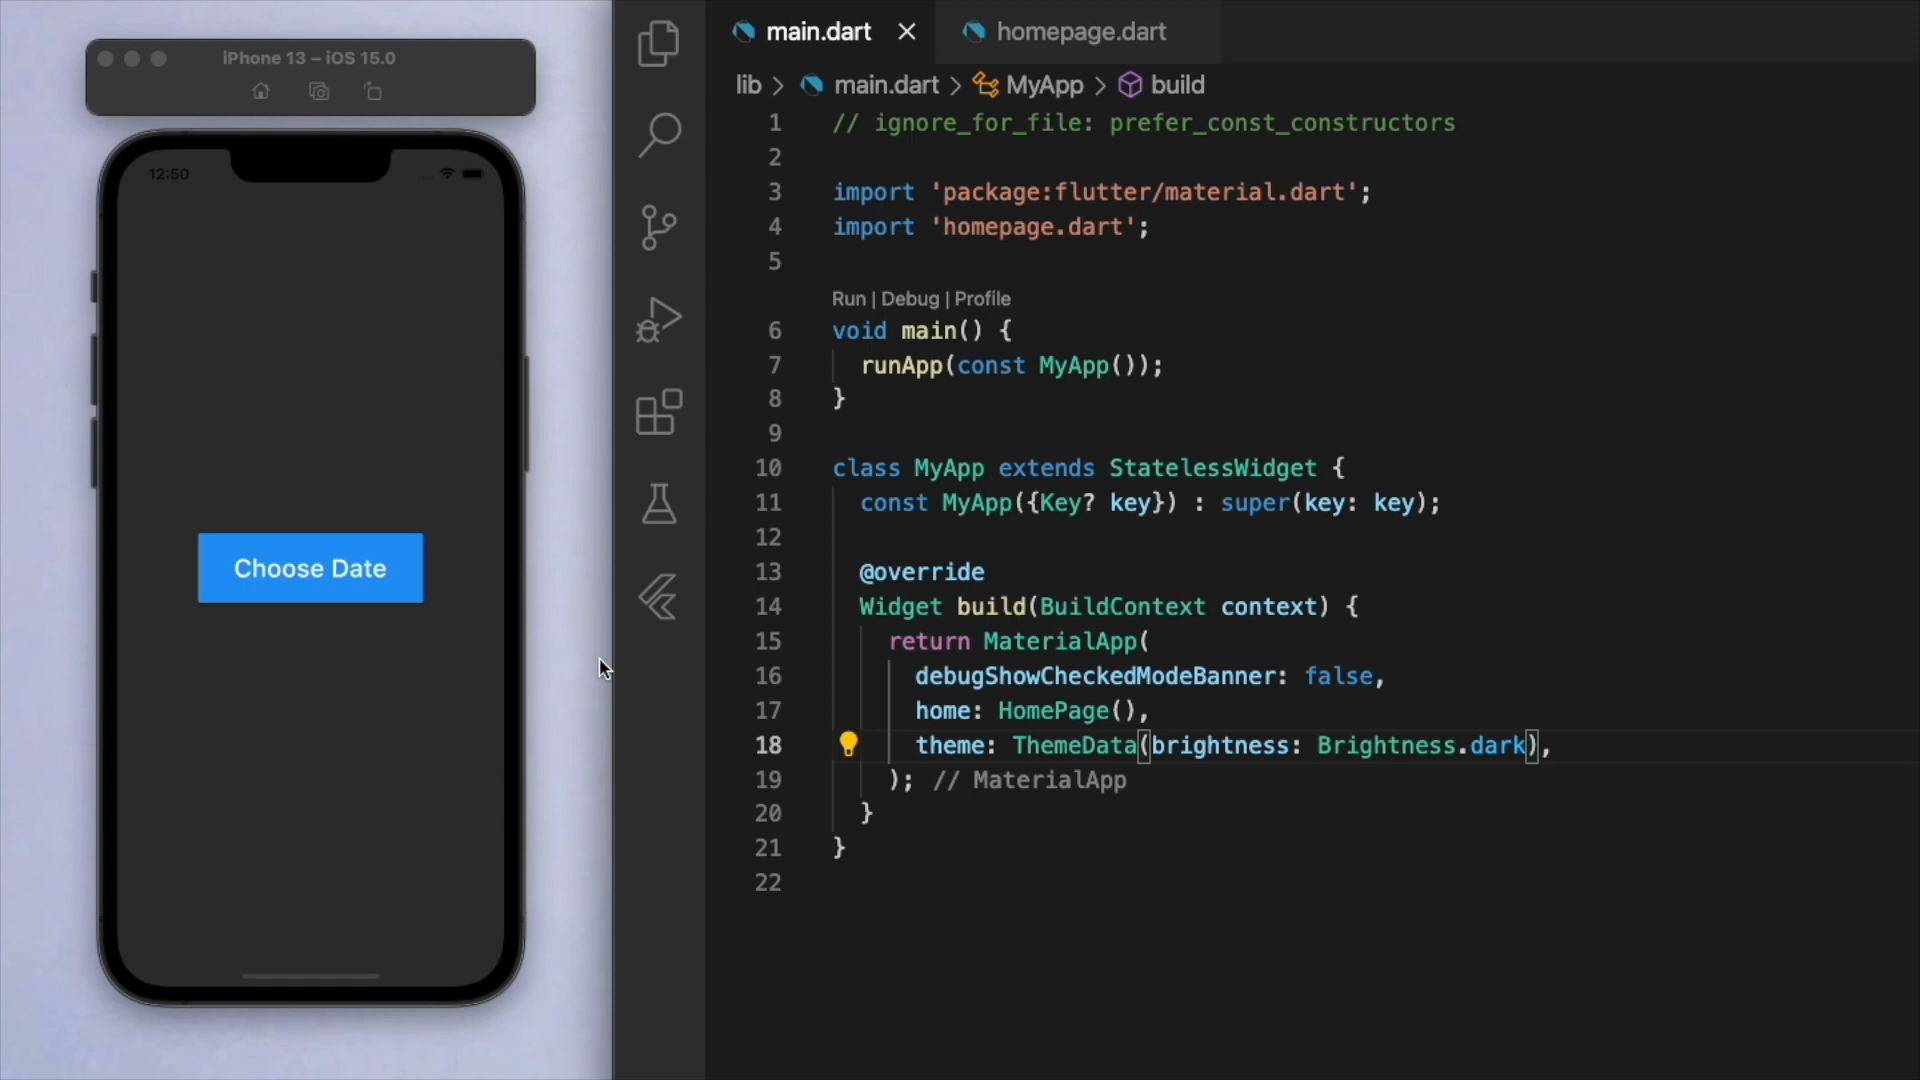 iPhone 13 – iOS 15.0
12:50
Choose Date
main.dart
homepage.dart
lib > main.dart > MyApp > build
1 // ignore_for_file: prefer_const_constructors
2
3 import 'package:flutter/material.dart';
4 import 'homepage.dart';
5
Run | Debug | Profile
6 void main() {
7 runApp(const MyApp());
8 }
9
10 class MyApp extends StatelessWidget {
11 const MyApp({Key? key}) : super(key: key);
12
13 @override
14 Widget build(BuildContext context) {
15 return MaterialApp(
16 debugShowCheckedModeBanner: false,
17 home: HomePage(),
18 theme: ThemeData(brightness: Brightness.dark),
19 ); // MaterialApp
20 }
21 }
22